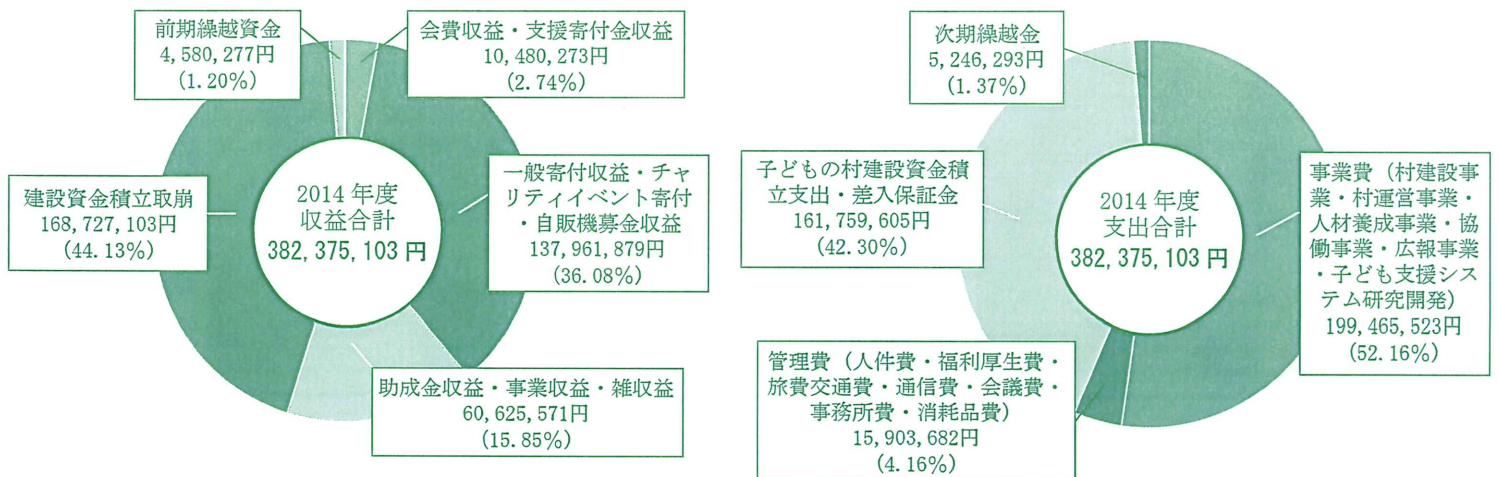 前期繰越資金
4,580,277円
(1.20%)
会費収益・支援寄付金収益
10,480,273円
(2.74%)
建設資金積立取崩
168,727,103円
(44.13%)
2014年度
収益合計
382,375,103円
一般寄付収益・チャ
リティイベント寄付
・自販機募金収益
137,961,879円
(36.08%)
助成金収益・事業収益・雑収益
60,625,571円
(15.85%)
次期繰越金
5,246,293円
(1.37%)
子どもの村建設資金積
立支出・差入保証金
161,759,605円
(42.30%)
2014年度
支出合計
382,375,103円
事業費（村建設事
業・村運営事業・
人材養成事業・協
働事業・広報事業
・子ども支援シス
テム研究開発）
199,465,523円
(52.16%)
管理費（人件費・福利厚生費・
旅費交通費・通信費・会議費・
事務所費・消耗品費）
15,903,682円
(4.16%)